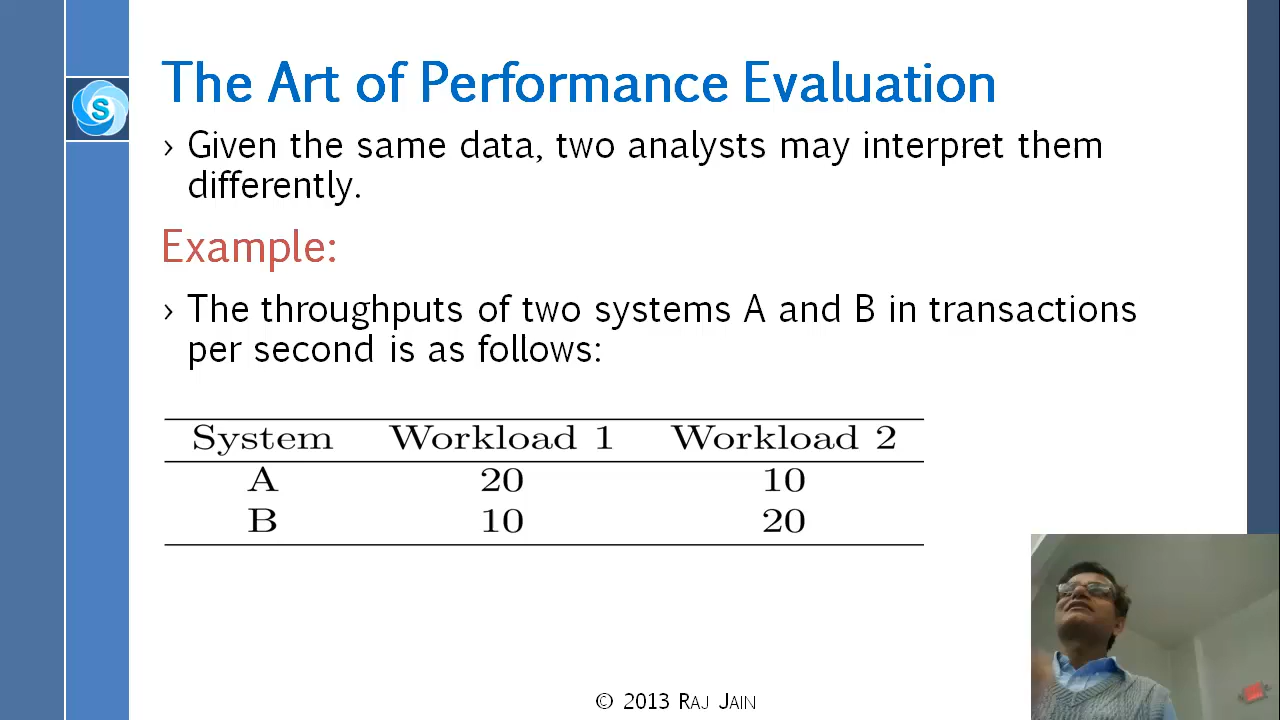 The Art of Performance Evaluation
S
› Given the same data, two analysts may interpret them
differently.
Example:
› The throughputs of two systems A and B in transactions
per second is as follows:
System Workload 1 Workload 2
A 20 10
B 10 20
© 2013 RAJ JAIN